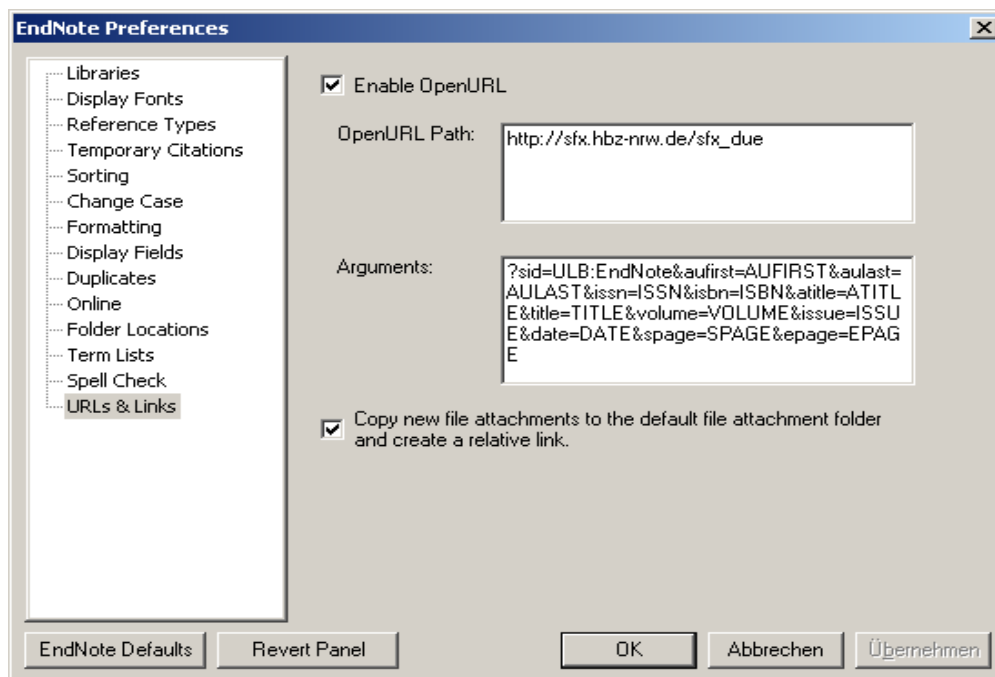 EndNote Preferences
Libraries
Display Fonts
Reference Types
Temporary Citations
Sorting
Change Case
Formatting
Display Fields
Duplicates
Online
Folder Locations
Term Lists
Spell Check
URLs & Links
Enable OpenURL
OpenURL Path:
http://sfx.hbz-nrw.de/sfx_due
Arguments:
?sid=ULB:EndNote&aufirst=AUFIRST&aulast=
AULAST&issn=ISSN&isbn=ISBN&atitle=ATITL
E&title=TITLE&volume=VOLUME&issue=ISSU
E&date=DATE&spage=SPAGE&epage=EPAG
E
Copy new file attachments to the default file attachment folder
and create a relative link.
EndNote Defaults
Revert Panel
OK
Abbrechen
Übernehmen